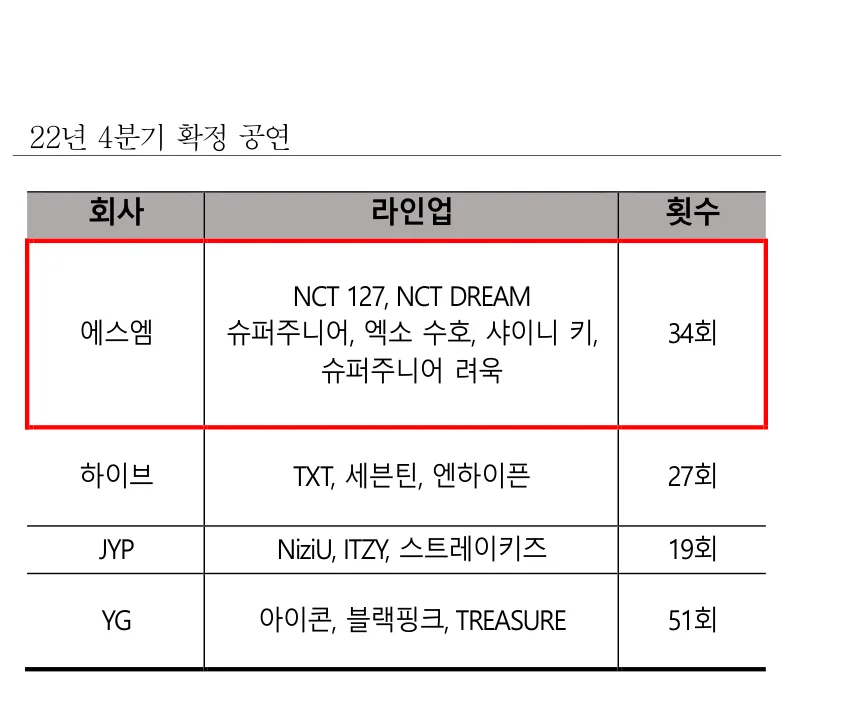 22년 4분기 확정 공연
회사 라인업 횟수
에스엠 NCT 127, NCT DREAM
슈퍼주니어, 엑소 수호, 샤이니 키,
슈퍼주니어 려욱 34회
하이브 TXT, 세븐틴, 엔하이픈 27회
JYP NiziU, ITZY, 스트레이키즈 19회
YG 아이콘, 블랙핑크, TREASURE 51회